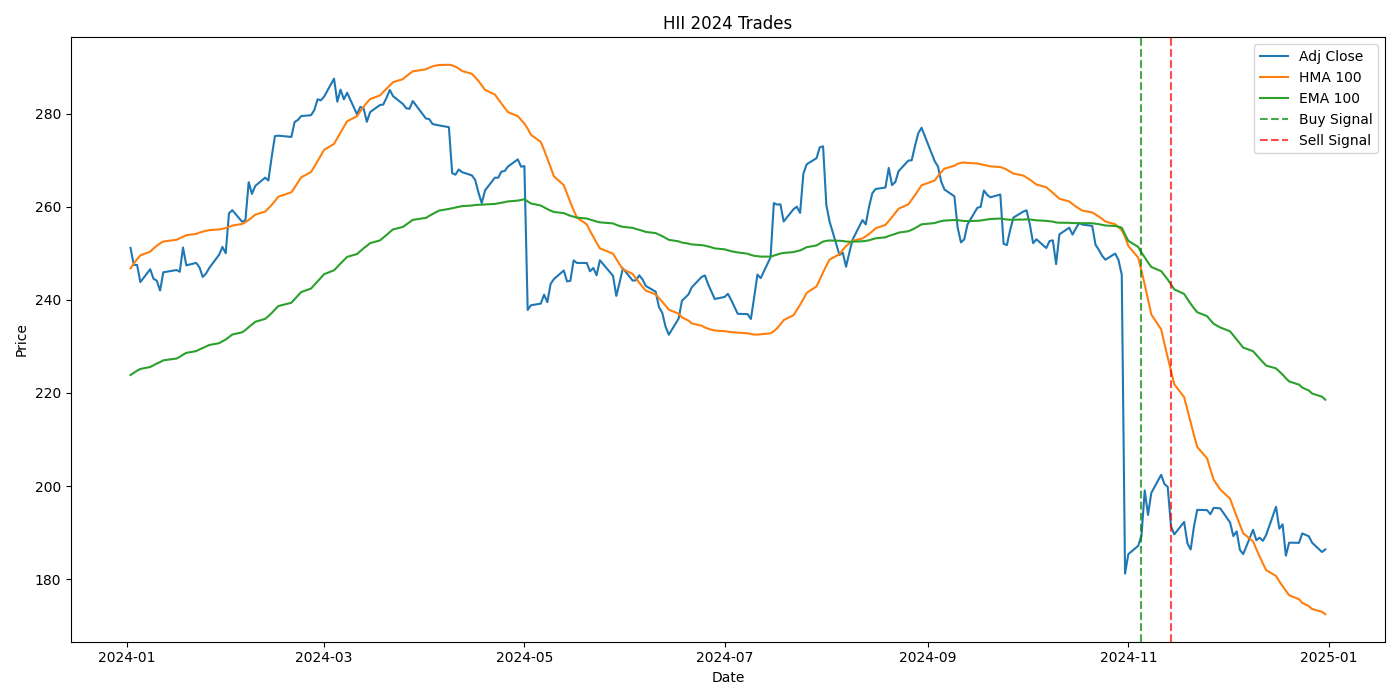 HII 2024 Trades
Adj Close
HMA 100
EMA 100
Buy Signal
Sell Signal
Price
280
260
240
220
200
180
2024-01
2024-03
2024-05
2024-07
2024-09
2024-11
2025-01
Date